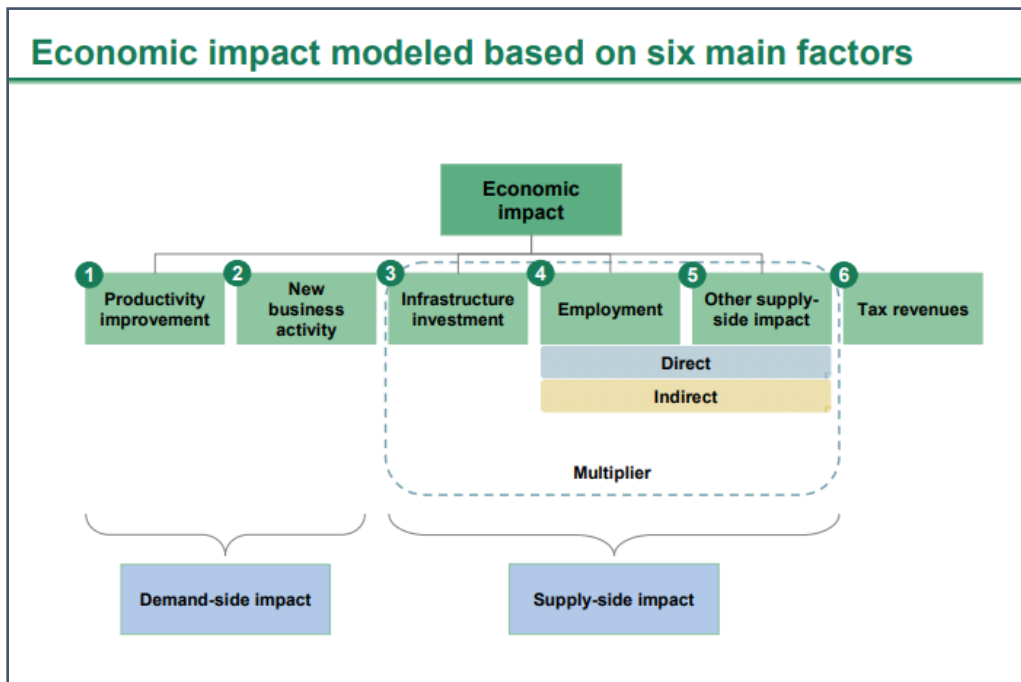 Economic impact modeled based on six main factors
Economic
impact
1
Productivity
improvement
2
New
business
activity
3
Infrastructure
investment
4
Employment
5
Other supply-
side impact
6
Tax revenues
Direct
Indirect
Multiplier
Demand-side impact
Supply-side impact